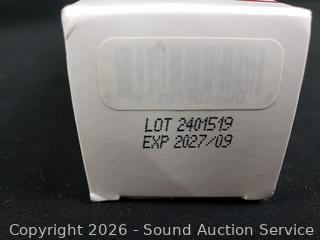 LOT 2401519
EXP 2027/09
Copyright 2026 - Sound Auction Service